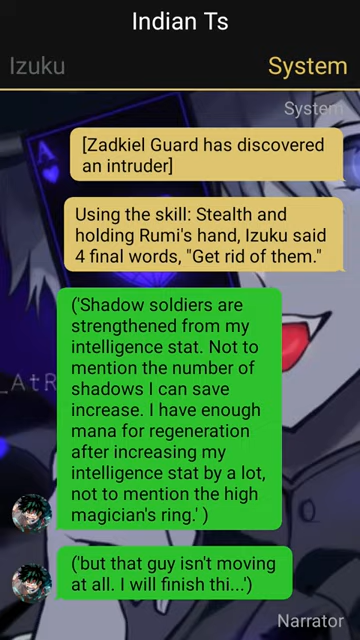 Indian Ts
Izuku
System
System
[Zadkiel Guard has discovered
an intruder]
Using the skill: Stealth and
holding Rumi's hand, Izuku said
4 final words, "Get rid of them."
('Shadow soldiers are
strengthened from my
intelligence stat. Not to
mention the number of
shadows I can save
increase. I have enough
mana for regeneration
after increasing my
intelligence stat by a lot,
not to mention the high
magician's ring.' )
_AtR
('but that guy isn't moving
at all. I will finish thi...')
Narrator